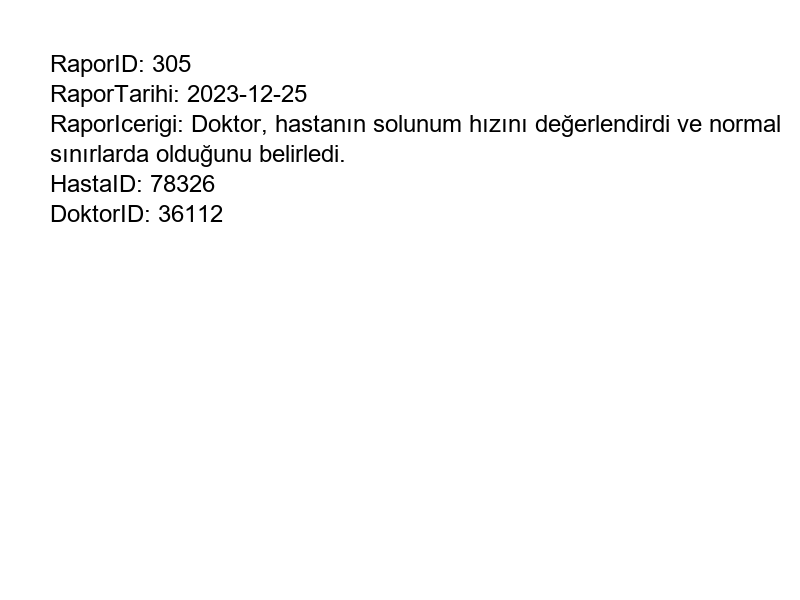 RaporID: 305
RaporTarihi: 2023-12-25
RaporIcerigi: Doktor, hastanın solunum hızını değerlendirdi ve normal
sınırlarda olduğunu belirledi.
HastaID: 78326
DoktorID: 36112